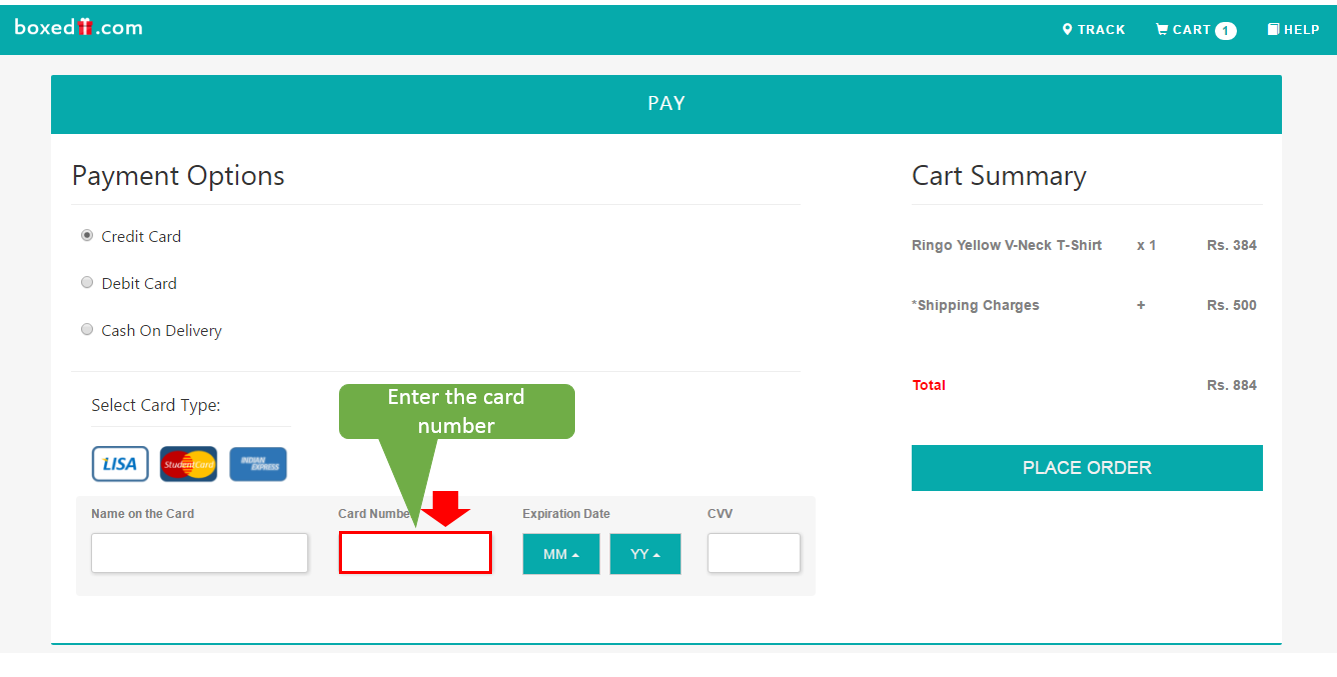 boxed.com
TRACK
CART 1
HELP
PAY
Payment Options
Credit Card
Debit Card
Cash On Delivery
Select Card Type:
LISA
StudentCard
INDIAN
EXPRESS
Enter the card
number
Name on the Card
Card Numbe
Expiration Date
CVV
MM
YY
Cart Summary
Ringo Yellow V-Neck T-Shirt x 1 Rs. 384
*Shipping Charges + Rs. 500
Total Rs. 884
PLACE ORDER